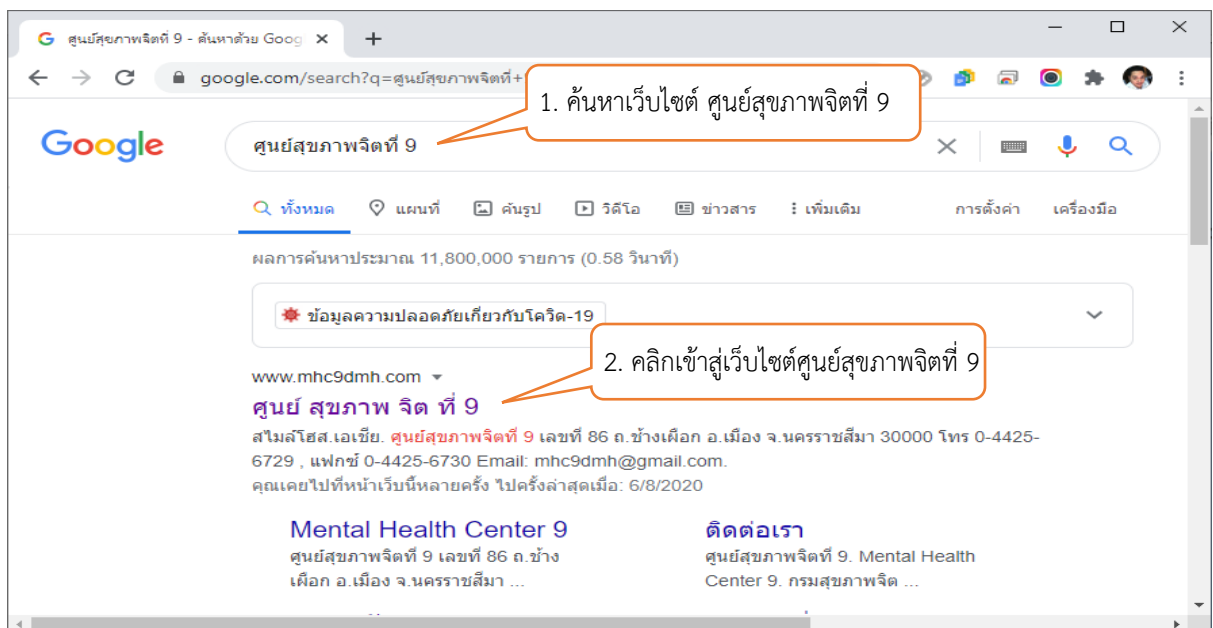 ศูนย์สุขภาพจิตที่ 9 - ค้นหาด้วย Goog
google.com/search?q=ศูนย์สุขภาพจิตที่+
1. ค้นหาเว็บไซต์ ศูนย์สุขภาพจิตที่ 9
Google
ศูนย์สุขภาพจิตที่ 9
ทั้งหมด แผนที่ ค้นรูป วิดีโอ ข่าวสาร เพิ่มเติม การตั้งค่า เครื่องมือ
ผลการค้นหาประมาณ 11,800,000 รายการ (0.58 วินาที)
ข้อมูลความปลอดภัยเกี่ยวกับโควิด-19
2. คลิกเข้าสู่เว็บไซต์ศูนย์สุขภาพจิตที่ 9
www.mhc9dmh.com
ศูนย์ สุขภาพ จิต ที่ 9
สไมล์โฮส.เอเชีย. ศูนย์สุขภาพจิตที่ 9 เลขที่ 86 ถ.ช้างเผือก อ.เมือง จ.นครราชสีมา 30000 โทร 0-4425-
6729 , แฟกซ์ 0-4425-6730 Email: mhc9dmh@gmail.com.
คุณเคยไปที่หน้าเว็บนี้หลายครั้ง ไปครั้งล่าสุดเมื่อ: 6/8/2020
Mental Health Center 9
ศูนย์สุขภาพจิตที่ 9 เลขที่ 86 ถ.ช้าง
เผือก อ.เมือง จ.นครราชสีมา ...
ติดต่อเรา
ศูนย์สุขภาพจิตที่ 9. Mental Health
Center 9. กรมสุขภาพจิต ...